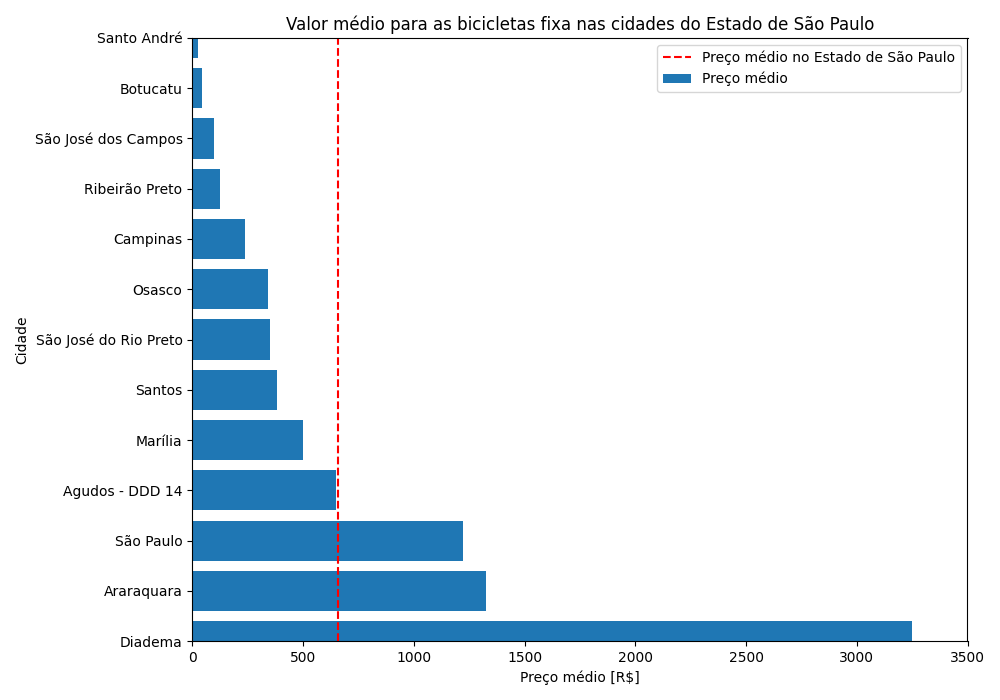 Valor médio para as bicicletas fixa nas cidades do Estado de São Paulo
Preço médio no Estado de São Paulo
Preço médio
Cidade
Santo André
Botucatu
São José dos Campos
Ribeirão Preto
Campinas
Osasco
São José do Rio Preto
Santos
Marília
Agudos - DDD 14
São Paulo
Araraquara
Diadema
0 500 1000 1500 2000 2500 3000 3500
Preço médio [R$]